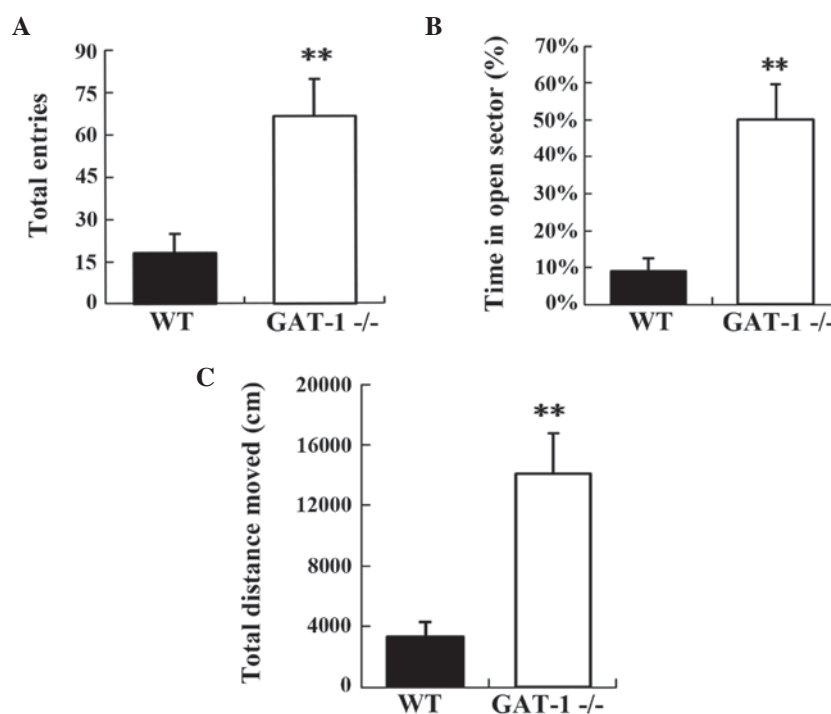 A
Total entries
90
75
60
45
30
15
0
**
WT
GAT-1 -/-
B
Time in open sector (%)
70%
60%
50%
40%
30%
20%
10%
0%
**
WT
GAT-1 -/-
C
Total distance moved (cm)
20000
16000
12000
8000
4000
0
**
WT
GAT-1 -/-